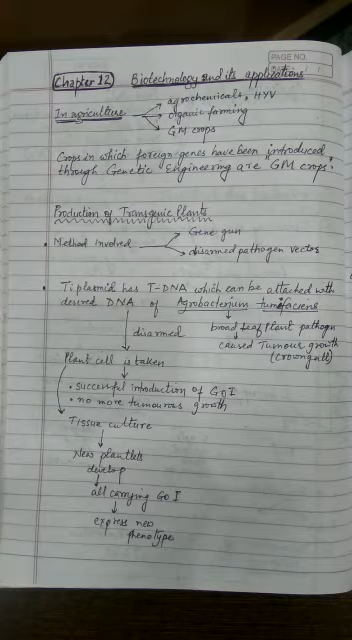 PAGE NO.
Chapter 12 Biotechnology and its applications
In agriculture → agrochemicals, HYV
→ organic farming
→ GM crops
Crops in which foreign genes have been introduced
through Genetic Engineering are "GM crops".
Production of Transgenic Plants
• Method involved → Gene gun
→ disarmed pathogen vector
• Ti plasmid has T-DNA which can be attached with
desired DNA of Agrobacterium tumifaciens
↓ disarmed
↓ broad leaf plant pathogen
caused Tumour growth
(crown gall)
Plant cell is taken
↓
• successful introduction of GoI
• no more tumourous growth
Tissue culture
↓
New plantlets
develop
↓
all carrying GoI
↓
express new
phenotype